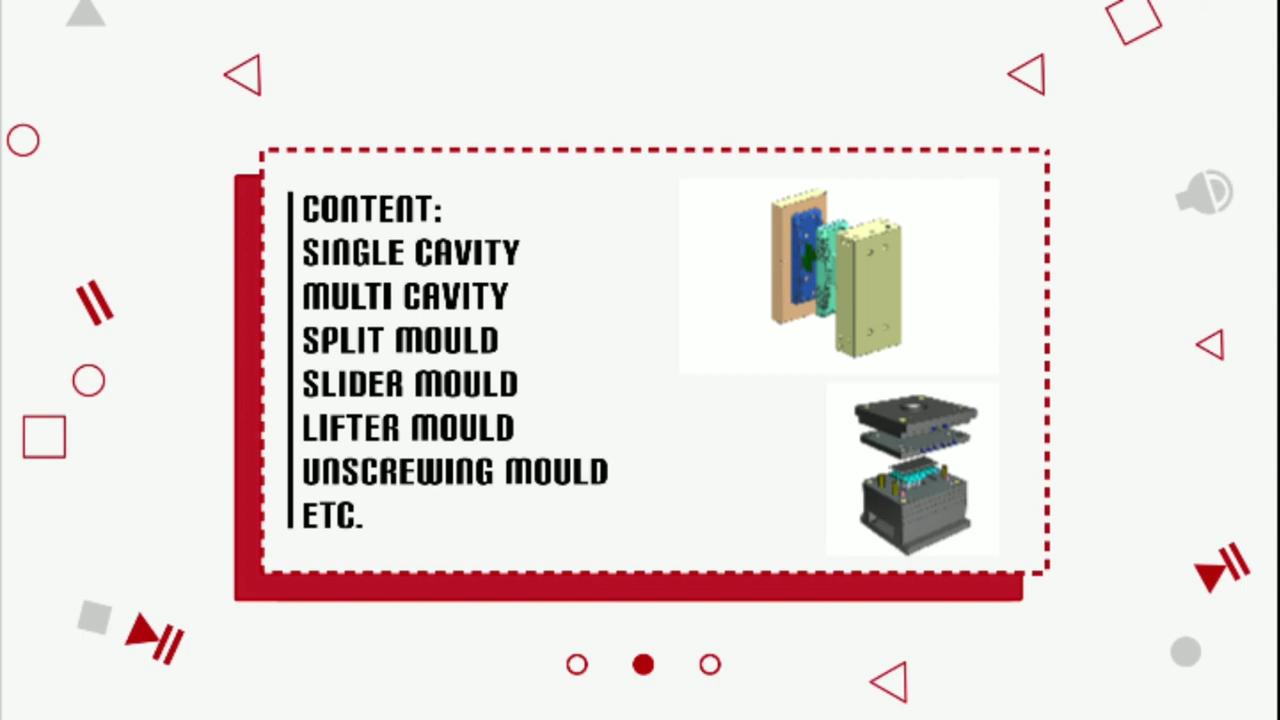 CONTENT:
SINGLE CAVITY
MULTI CAVITY
SPLIT MOULD
SLIDER MOULD
LIFTER MOULD
UNSCREWING MOULD
ETC.